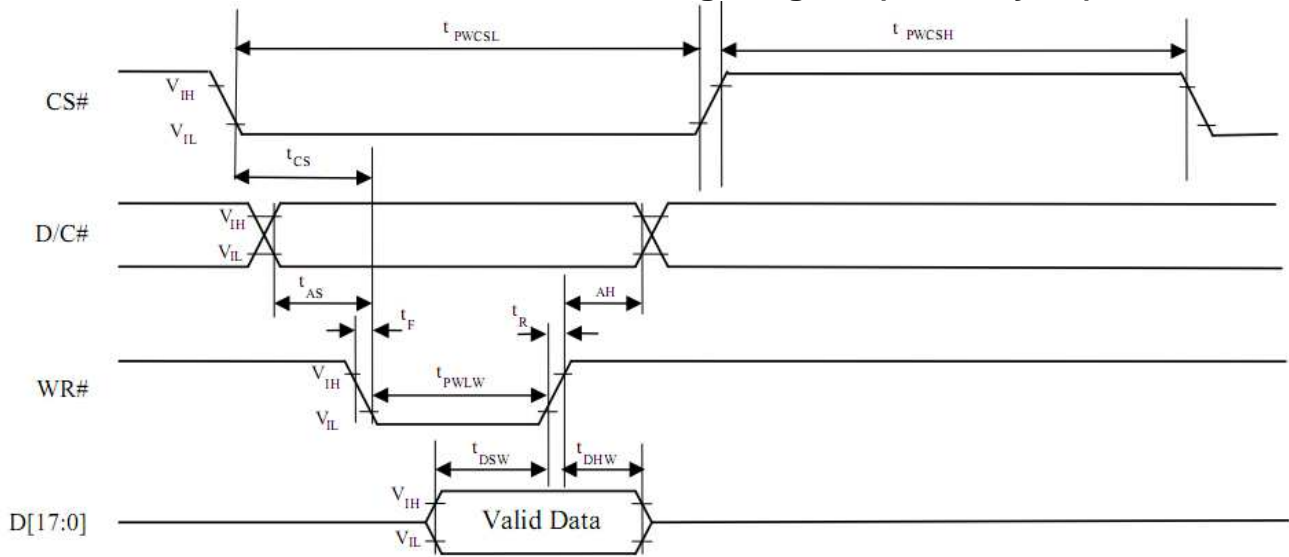 t PWCSL
t PWCSH
CS#
VIH
VIL
tCS
D/C#
VIH
VIL
tAS
AH
tF
tR
WR#
VIH
tPWLW
VIL
tDSW
tDHW
D[17:0]
VIH
Valid Data
VIL